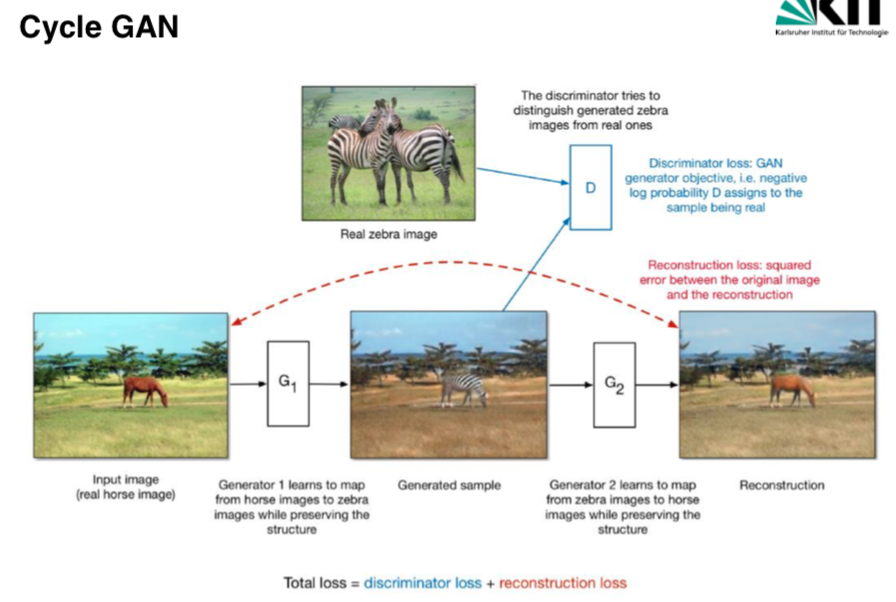 Cycle GAN
KIT
Karlsruher Institut für Technologie
The discriminator tries to
distinguish generated zebra
images from real ones
D
Discriminator loss: GAN
generator objective, i.e. negative
log probability D assigns to the
sample being real
Real zebra image
Reconstruction loss: squared
error between the original image
and the reconstruction
G1
G2
Input image
(real horse image)
Generator 1 learns to map
from horse images to zebra
images while preserving the
structure
Generated sample
Generator 2 learns to map
from zebra images to horse
images while preserving the
structure
Reconstruction
Total loss = discriminator loss + reconstruction loss